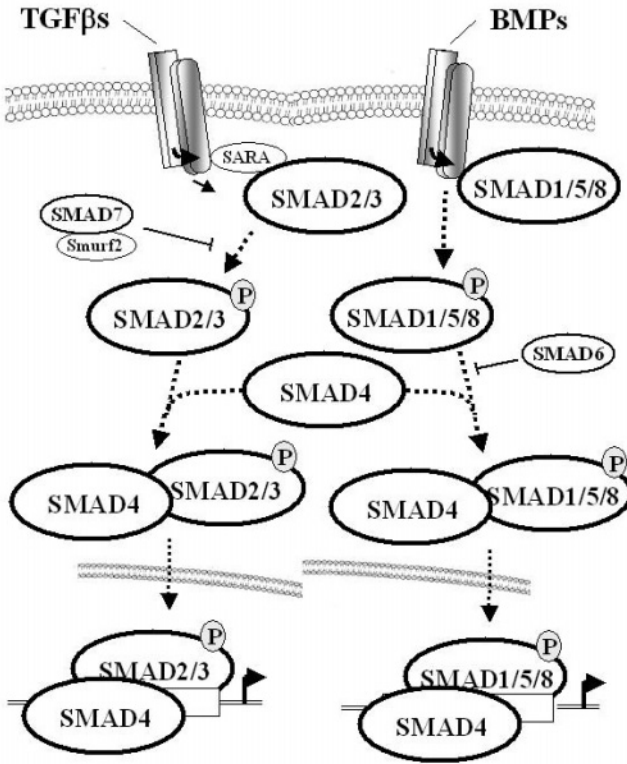 TGFβs
BMPs
SARA
SMAD2/3
SMAD1/5/8
SMAD7
Smurf2
P
SMAD2/3
P
SMAD1/5/8
SMAD6
SMAD4
P
SMAD2/3
SMAD4
P
SMAD1/5/8
SMAD4
P
SMAD2/3
SMAD4
P
SMAD1/5/8
SMAD4